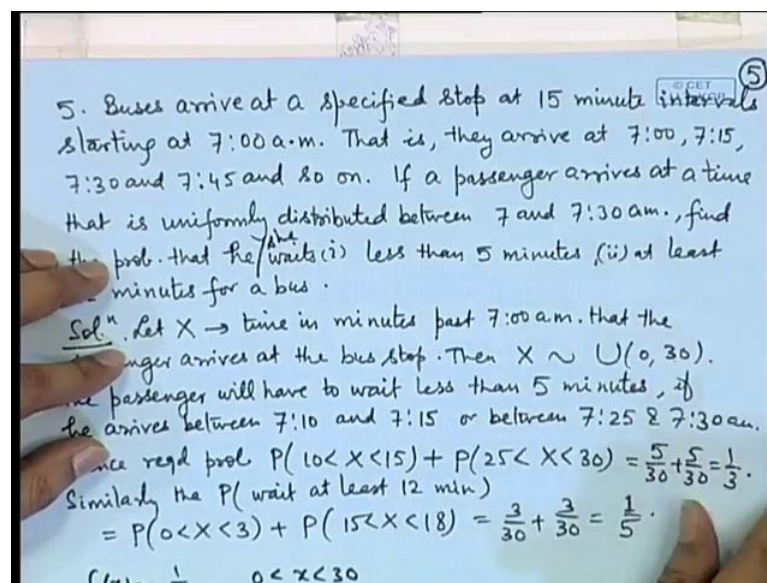 5
© CET
5. Buses arrive at a specified stop at 15 minute intervals
starting at 7:00 a.m. That is, they arrive at 7:00, 7:15,
7:30 and 7:45 and so on. If a passenger arrives at a time
that is uniformly distributed between 7 and 7:30 am., find
the prob. that he/she waits (i) less than 5 minutes, (ii) at least
minutes for a bus.
Solⁿ. Let X → time in minutes past 7:00 a.m. that the
nger arrives at the bus stop. Then X ~ U(0, 30).
passenger will have to wait less than 5 minutes, if
he arrives between 7:10 and 7:15 or between 7:25 & 7:30 am.
nce reqd prob P(10<X<15) + P(25<X<30) = 5/30 + 5/30 = 1/3.
Similarly the P(wait at least 12 min)
= P(0<X<3) + P(15<X<18) = 3/30 + 3/30 = 1/5.
0<x<30